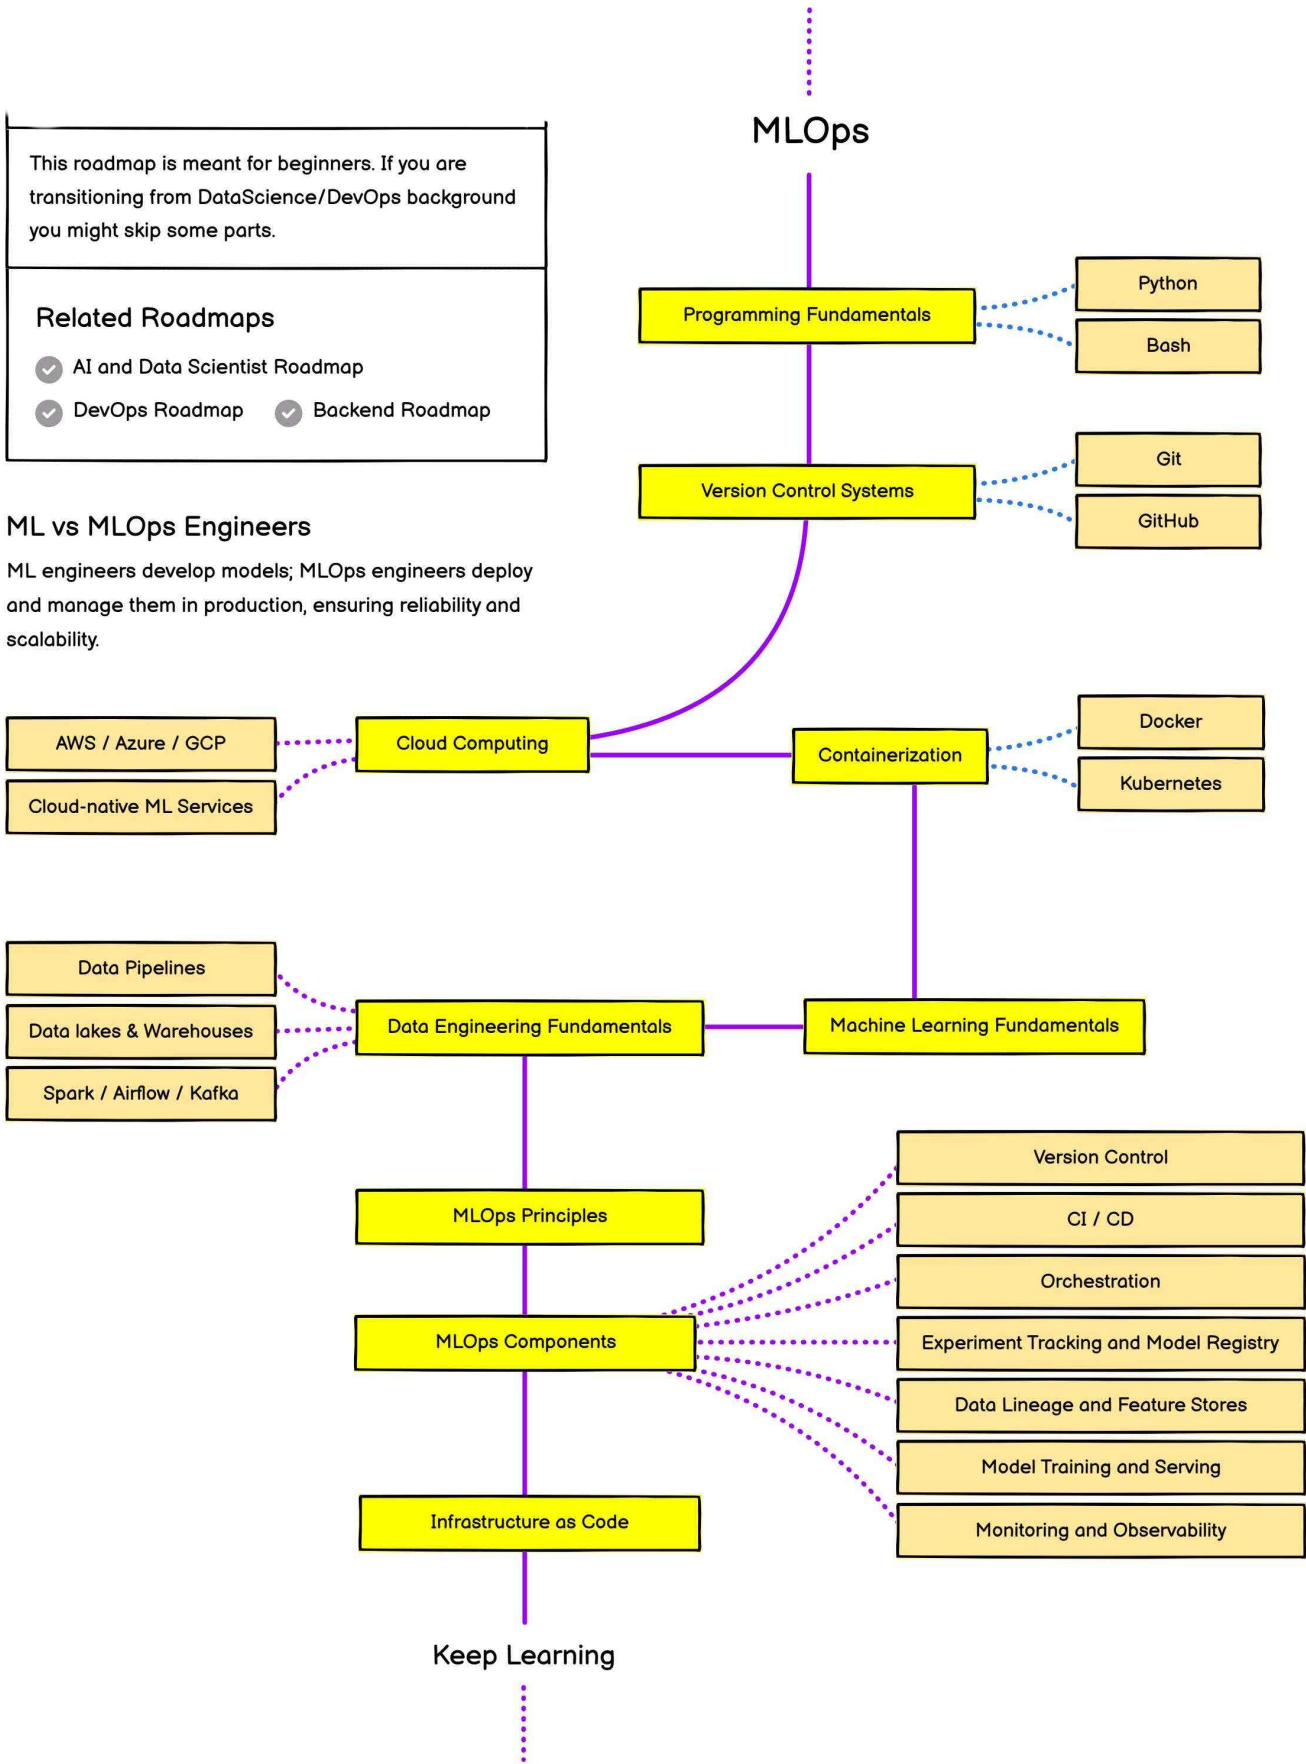 MLOps
This roadmap is meant for beginners. If you are
transitioning from DataScience/DevOps background
you might skip some parts.
Related Roadmaps
AI and Data Scientist Roadmap
DevOps Roadmap
Backend Roadmap
Programming Fundamentals
Python
Bash
Version Control Systems
Git
GitHub
ML vs MLOps Engineers
ML engineers develop models; MLOps engineers deploy
and manage them in production, ensuring reliability and
scalability.
AWS / Azure / GCP
Cloud-native ML Services
Cloud Computing
Containerization
Docker
Kubernetes
Data Pipelines
Data lakes & Warehouses
Spark / Airflow / Kafka
Data Engineering Fundamentals
Machine Learning Fundamentals
MLOps Principles
MLOps Components
Version Control
CI / CD
Orchestration
Experiment Tracking and Model Registry
Data Lineage and Feature Stores
Model Training and Serving
Monitoring and Observability
Infrastructure as Code
Keep Learning